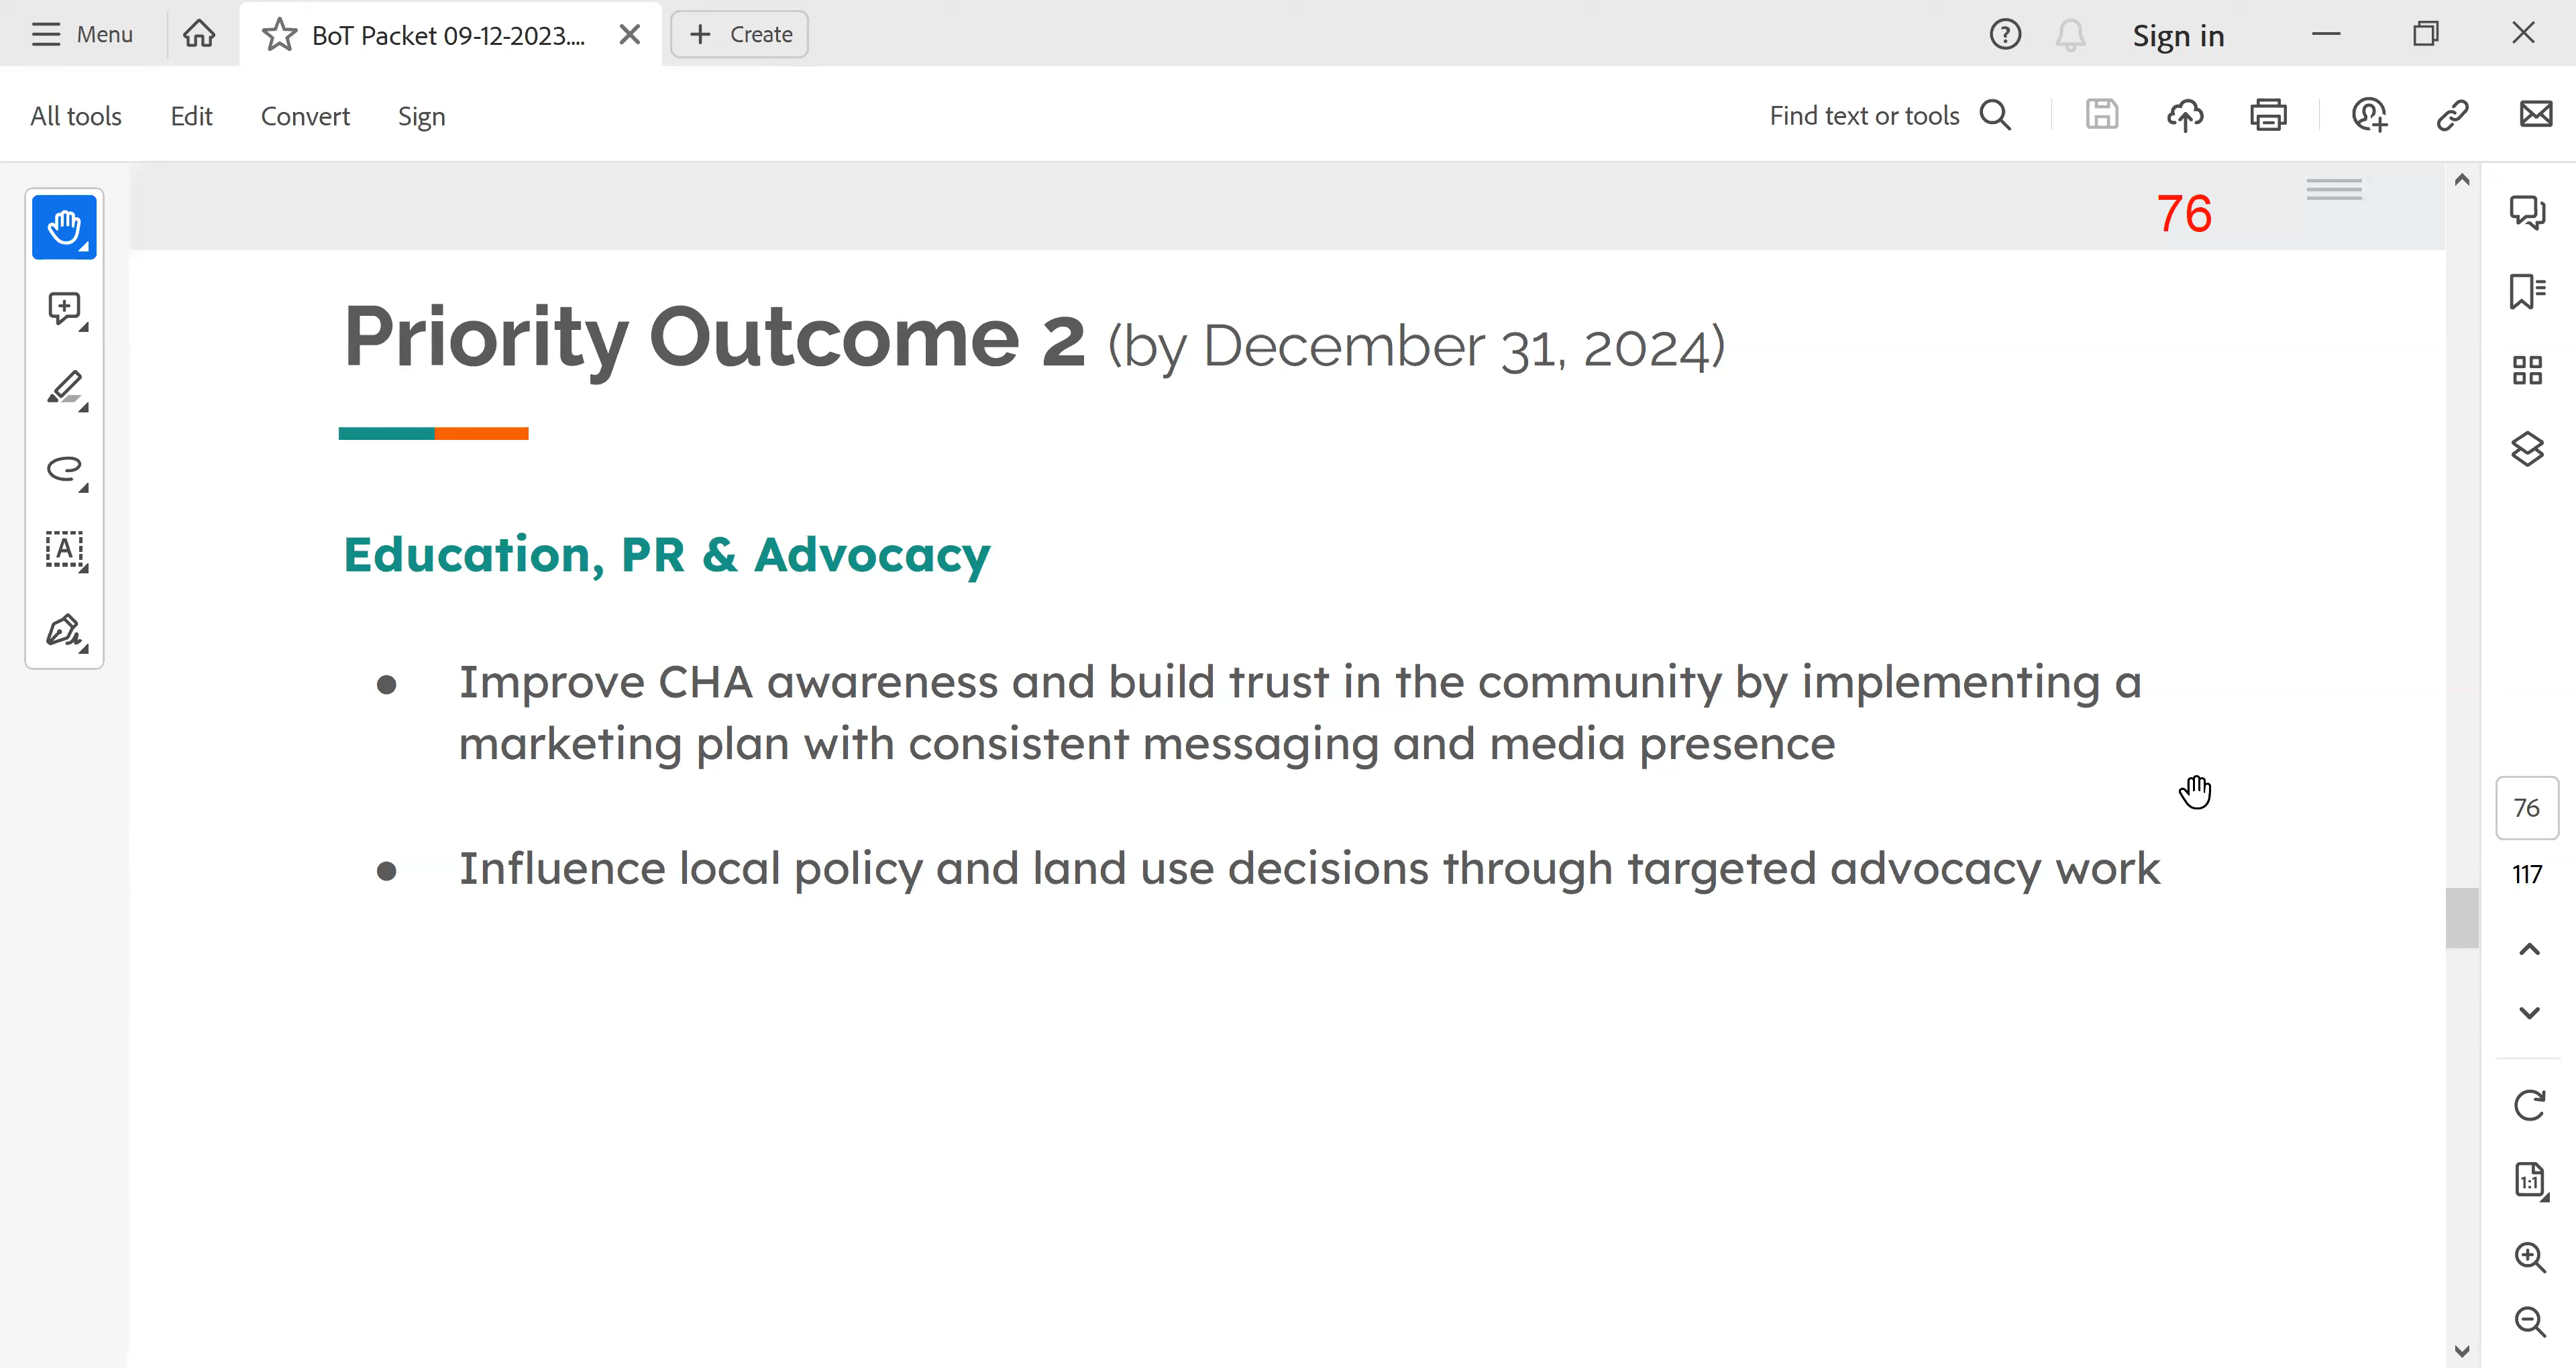 Menu
BoT Packet 09-12-2023....
Create
Sign in
All tools
Edit
Convert
Sign
Find text or tools
76
Priority Outcome 2 (by December 31, 2024)
Education, PR & Advocacy
● Improve CHA awareness and build trust in the community by implementing a
marketing plan with consistent messaging and media presence
● Influence local policy and land use decisions through targeted advocacy work
76
117
1:1